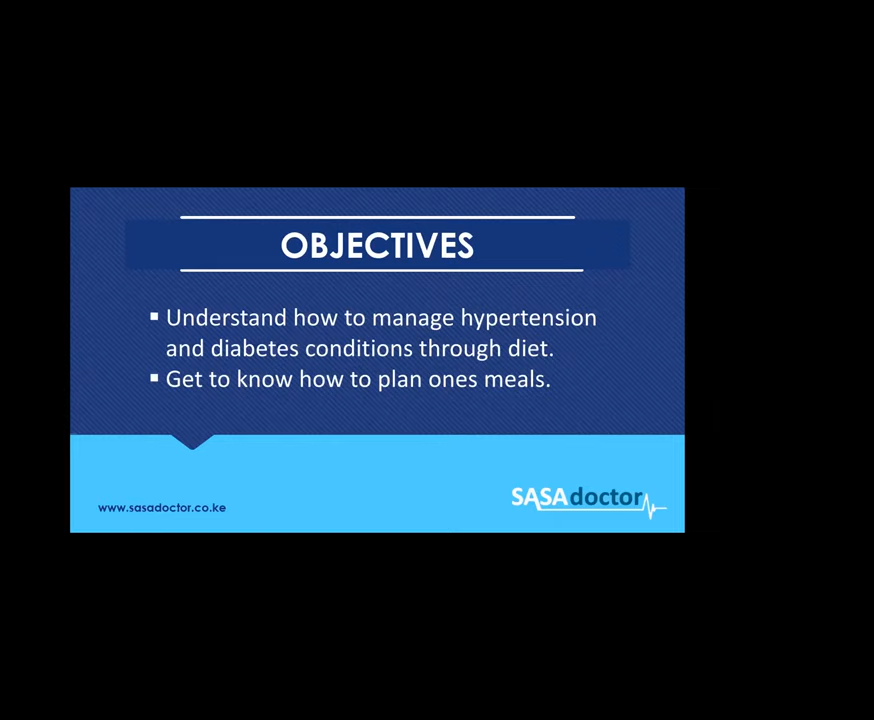 OBJECTIVES
▪ Understand how to manage hypertension
and diabetes conditions through diet.
▪ Get to know how to plan ones meals.
www.sasadoctor.co.ke
SASAdoctor